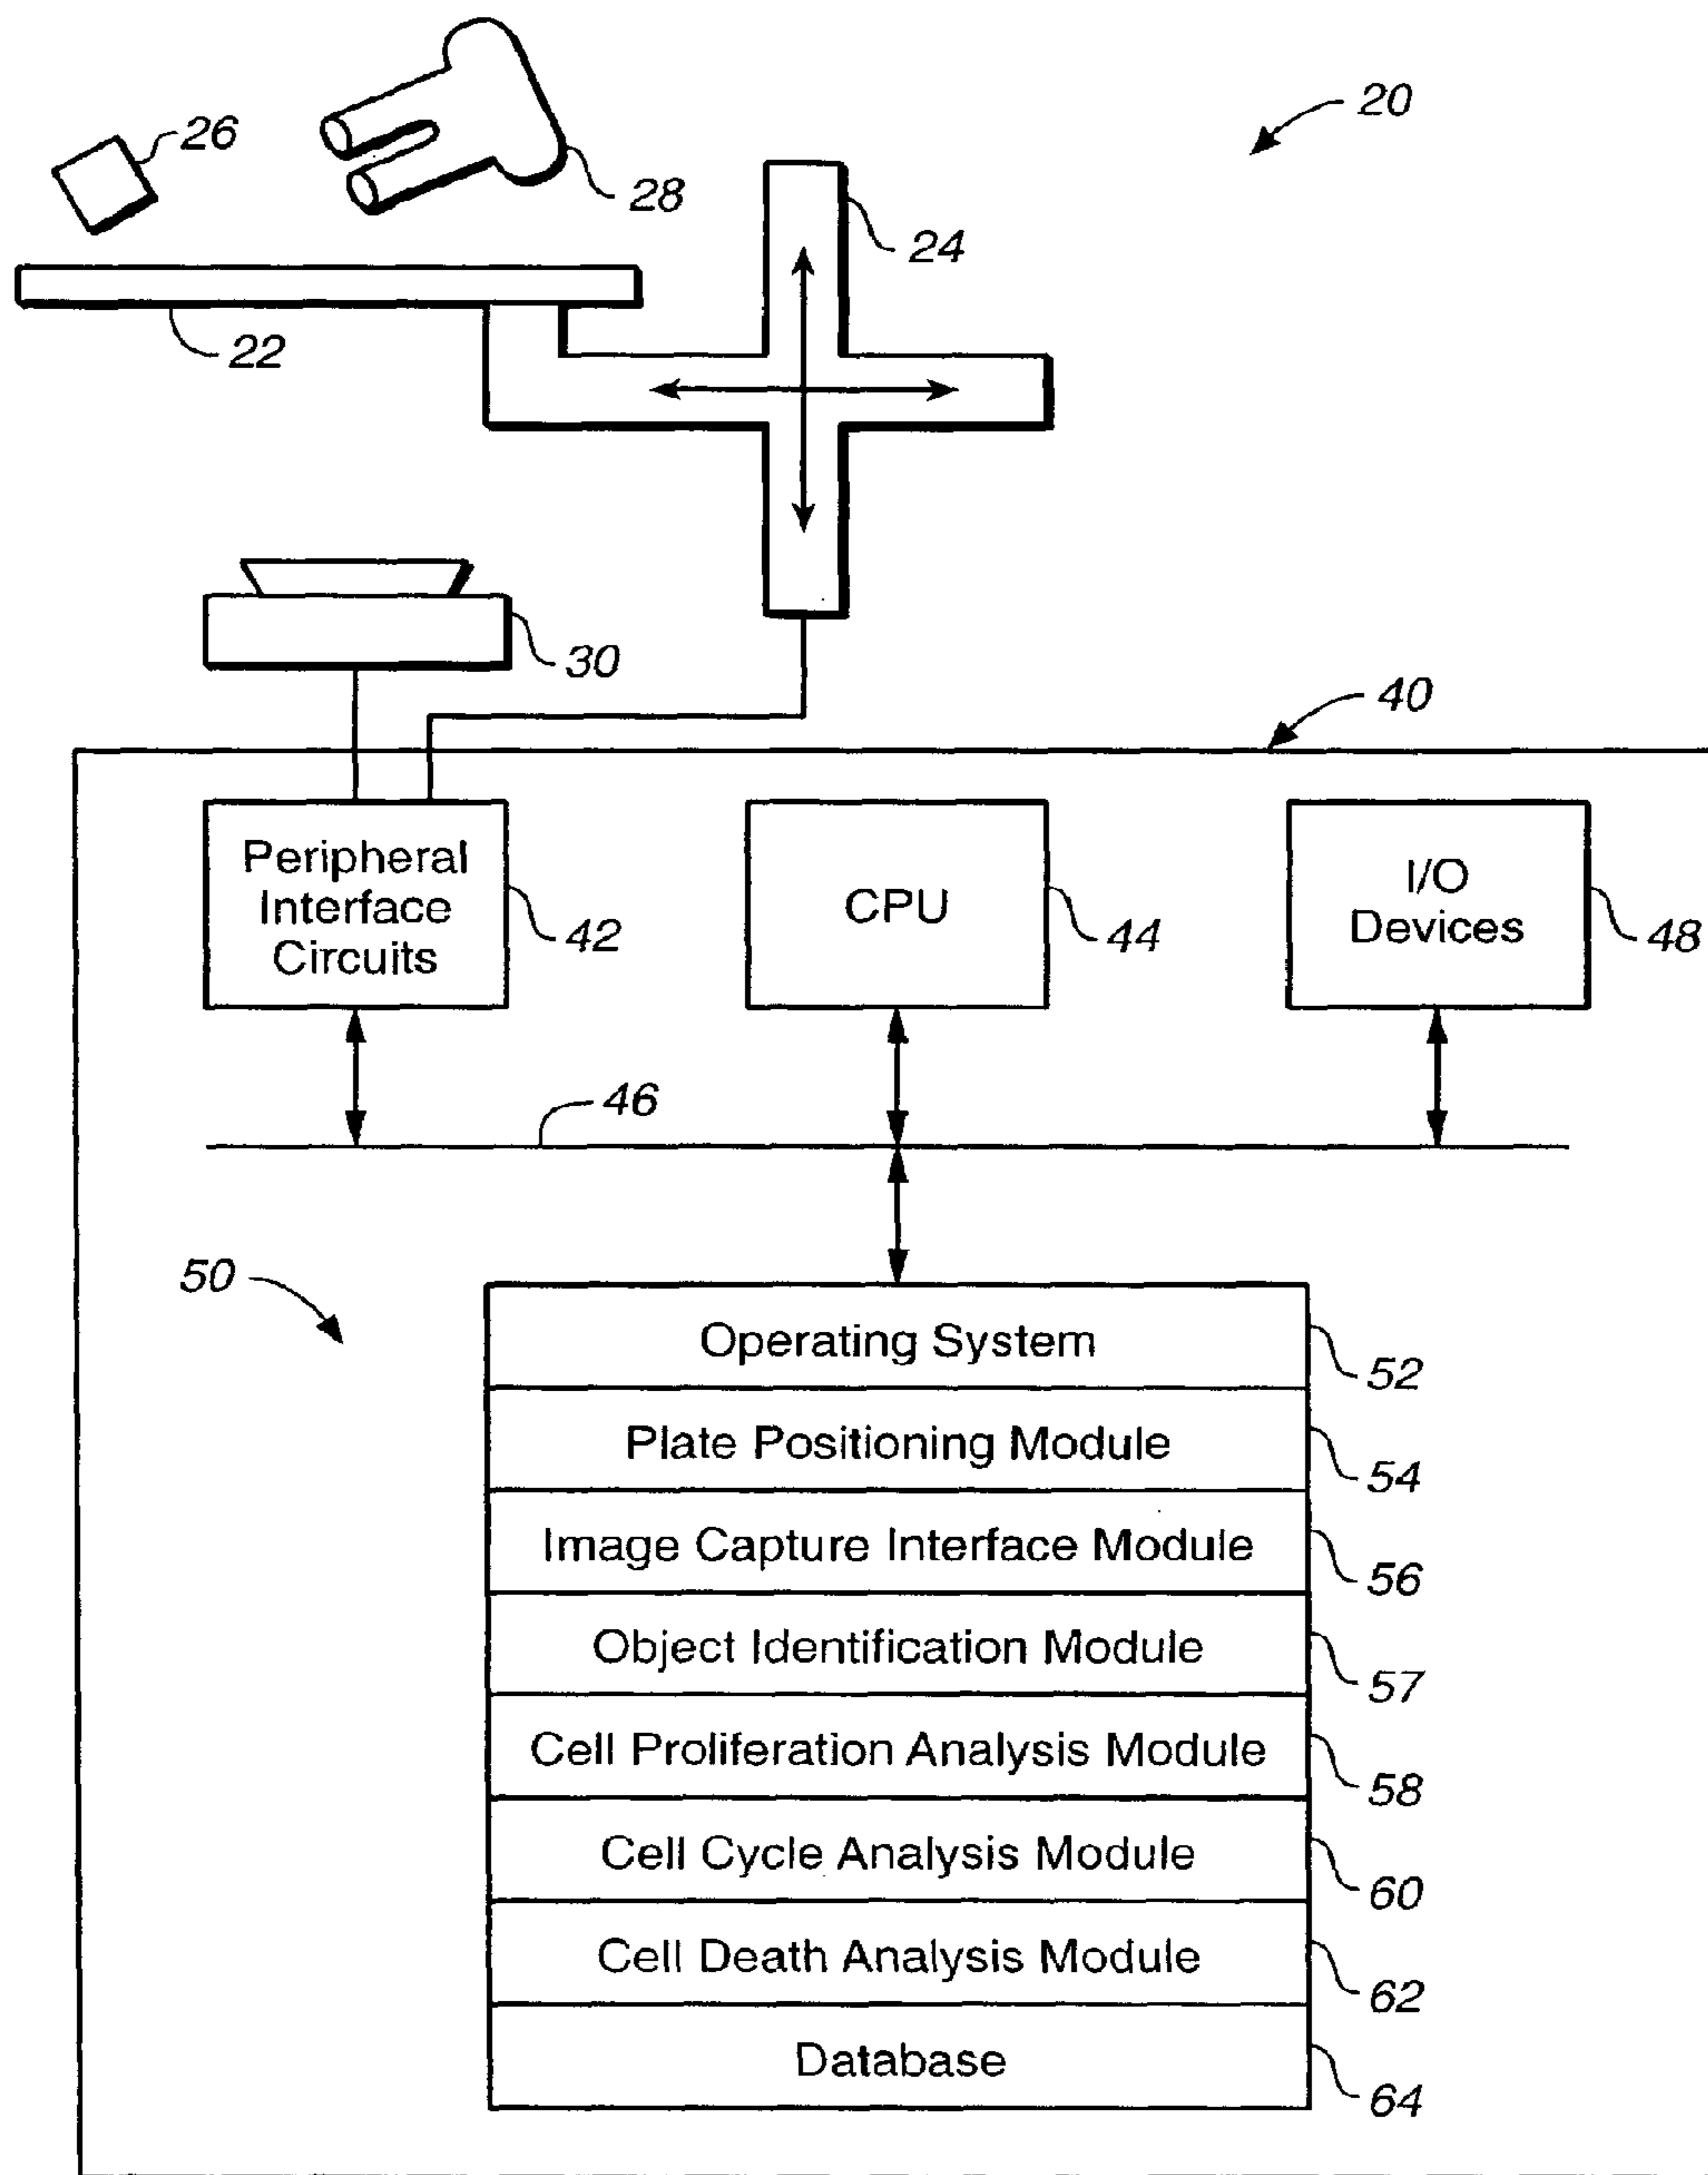 20
26
28
24
22
30
40
Peripheral
Interface
Circuits
42
CPU
44
I/O
Devices
48
46
50
Operating System
52
Plate Positioning Module
54
Image Capture Interface Module
56
Object Identification Module
57
Cell Proliferation Analysis Module
58
Cell Cycle Analysis Module
60
Cell Death Analysis Module
62
Database
64